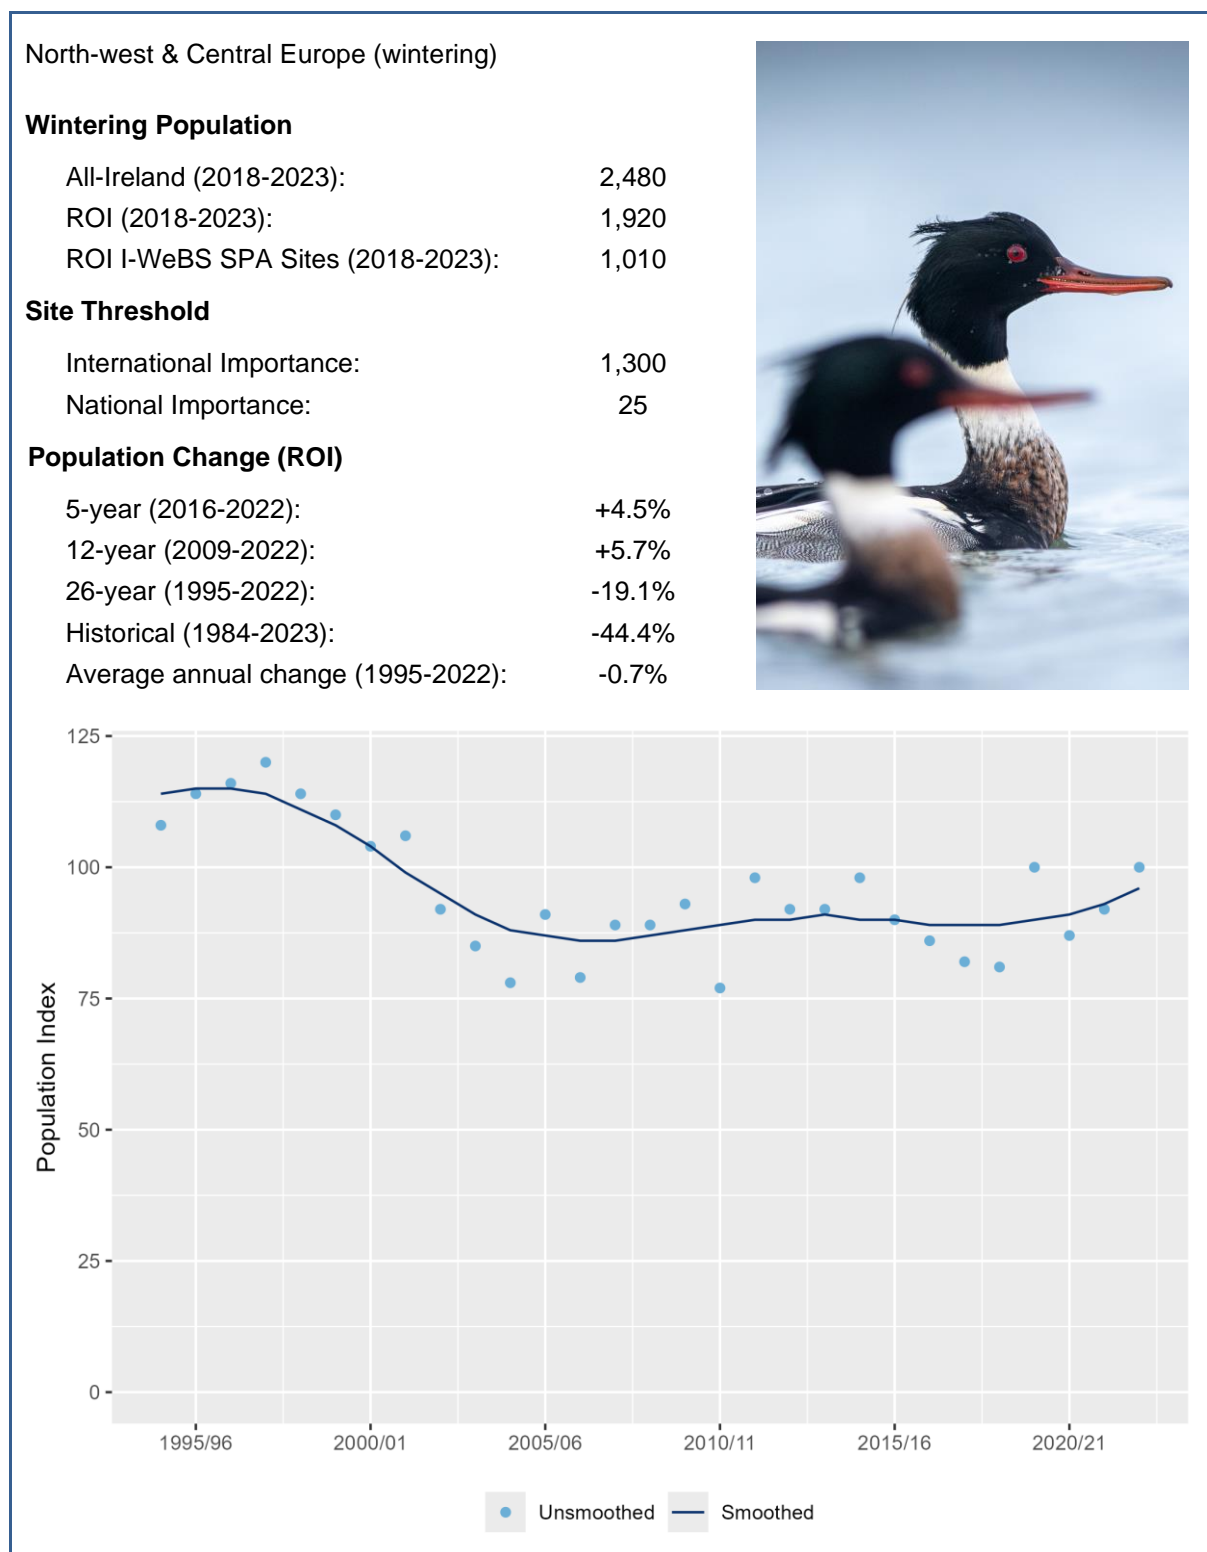 North-west & Central Europe (wintering)
Wintering Population
All-Ireland (2018-2023): 2,480
ROI (2018-2023): 1,920
ROI I-WeBS SPA Sites (2018-2023): 1,010
Site Threshold
International Importance: 1,300
National Importance: 25
Population Change (ROI)
5-year (2016-2022): +4.5%
12-year (2009-2022): +5.7%
26-year (1995-2022): -19.1%
Historical (1984-2023): -44.4%
Average annual change (1995-2022): -0.7%
Population Index
125
100
75
50
25
0
1995/96 2000/01 2005/06 2010/11 2015/16 2020/21
Unsmoothed Smoothed